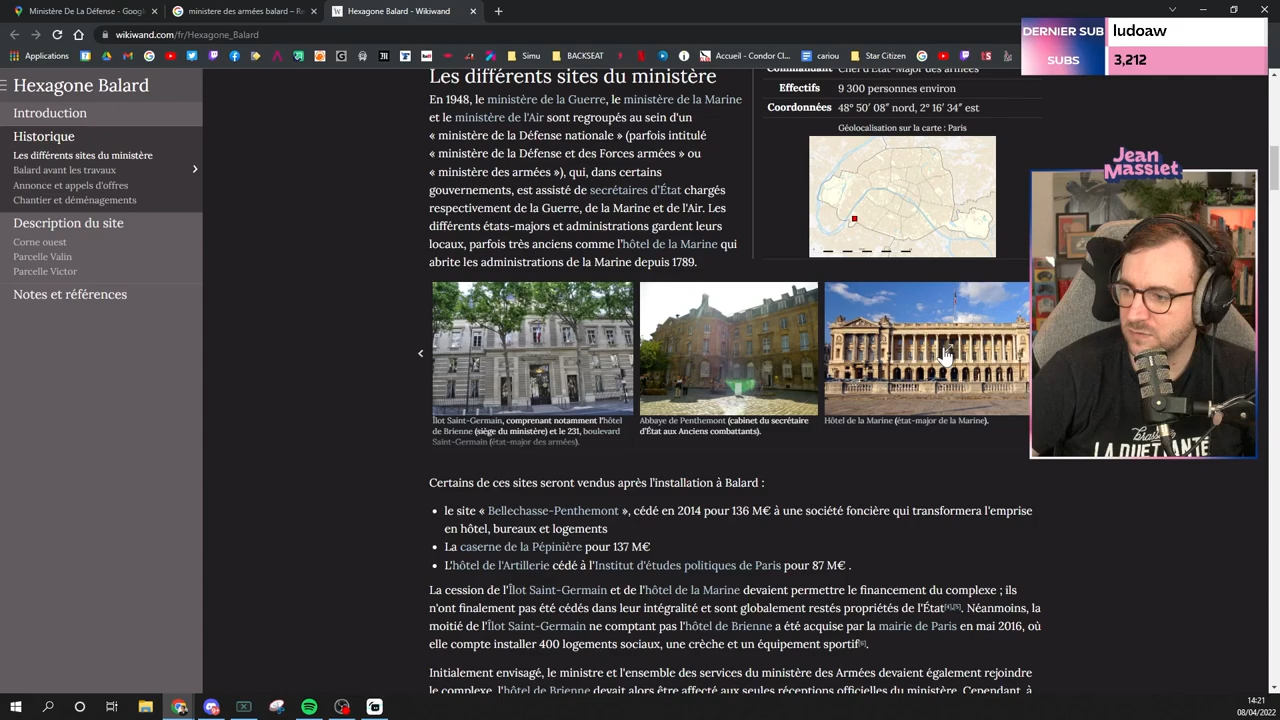 Ministère De La Défense - Google
ministere des armées balard – Re
Hexagone Balard - Wikiwand
wikiwand.com/fr/Hexagone_Balard
Applications
Simu
BACKSEAT
Accueil - Condor Cl...
cariou
Star Citizen
DERNIER SUB
ludoaw
SUBS
3,212
Hexagone Balard
Introduction
Historique
Les différents sites du ministère
Balard avant les travaux
Annonce et appels d'offres
Chantier et déménagements
Description du site
Corne ouest
Parcelle Valin
Parcelle Victor
Notes et références
Les différents sites du ministère
En 1948, le ministère de la Guerre, le ministère de la Marine
et le ministère de l'Air sont regroupés au sein d'un
« ministère de la Défense nationale » (parfois intitulé
« ministère de la Défense et des Forces armées » ou
« ministère des armées »), qui, dans certains
gouvernements, est assisté de secrétaires d'État chargés
respectivement de la Guerre, de la Marine et de l'Air. Les
différents états-majors et administrations gardent leurs
locaux, parfois très anciens comme l'hôtel de la Marine qui
abrite les administrations de la Marine depuis 1789.
Commandant Chef d'État-Major des armées
Effectifs 9 300 personnes environ
Coordonnées 48° 50′ 08″ nord, 2° 16′ 34″ est
Géolocalisation sur la carte : Paris
Jean
Massiet
Îlot Saint-Germain, comprenant notamment l'hôtel
de Brienne (siège du ministère) et le 231, boulevard
Saint-Germain (état-major des armées).
Abbaye de Penthemont (cabinet du secrétaire
d'État aux Anciens combattants).
Hôtel de la Marine (état-major de la Marine).
Certains de ces sites seront vendus après l'installation à Balard :
le site « Bellechasse-Penthemont », cédé en 2014 pour 136 M€ à une société foncière qui transformera l'emprise
en hôtel, bureaux et logements
La caserne de la Pépinière pour 137 M€
L'hôtel de l'Artillerie cédé à l'Institut d'études politiques de Paris pour 87 M€ .
La cession de l'Îlot Saint-Germain et de l'hôtel de la Marine devaient permettre le financement du complexe ; ils
n'ont finalement pas été cédés dans leur intégralité et sont globalement restés propriétés de l'État[4],[5]. Néanmoins, la
moitié de l'Îlot Saint-Germain ne comptant pas l'hôtel de Brienne a été acquise par la mairie de Paris en mai 2016, où
elle compte installer 400 logements sociaux, une crèche et un équipement sportif[6].
Initialement envisagé, le ministre et l'ensemble des services du ministère des Armées devaient également rejoindre
le complexe, l'hôtel de Brienne devait alors être affecté aux seules réceptions officielles du ministère. Cependant, à
LA DUETTANTE
14:21
08/04/2022